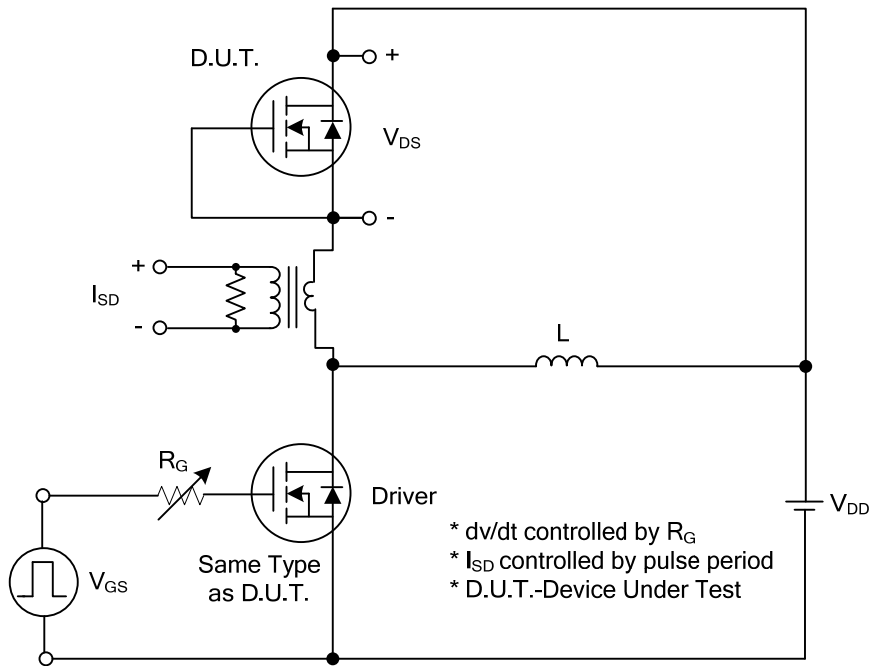 D.U.T.
+
V_DS
-
+
I_SD
-
L
R_G
Driver
V_DD
V_GS
Same Type
as D.U.T.
* dv/dt controlled by R_G
* I_SD controlled by pulse period
* D.U.T.-Device Under Test